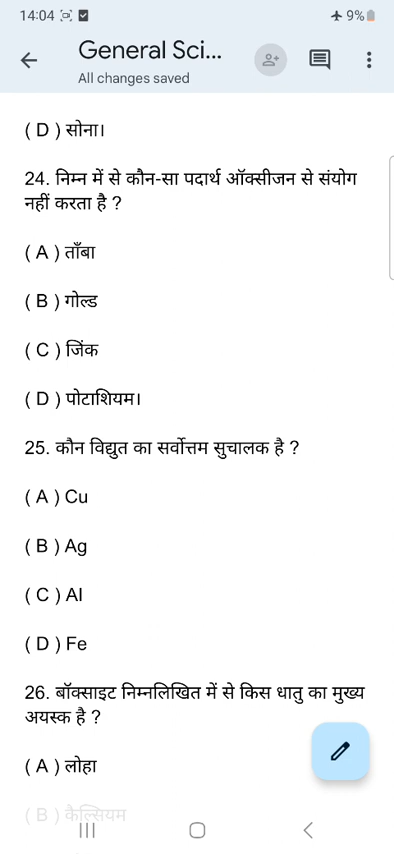 14:04
9%
General Sci...
All changes saved
( D ) सोना।
24. निम्न में से कौन-सा पदार्थ ऑक्सीजन से संयोग
नहीं करता है ?
( A ) ताँबा
( B ) गोल्ड
( C ) जिंक
( D ) पोटाशियम।
25. कौन विद्युत का सर्वोत्तम सुचालक है ?
( A ) Cu
( B ) Ag
( C ) Al
( D ) Fe
26. बॉक्साइट निम्नलिखित में से किस धातु का मुख्य
अयस्क है ?
( A ) लोहा
( B ) कैल्सियम